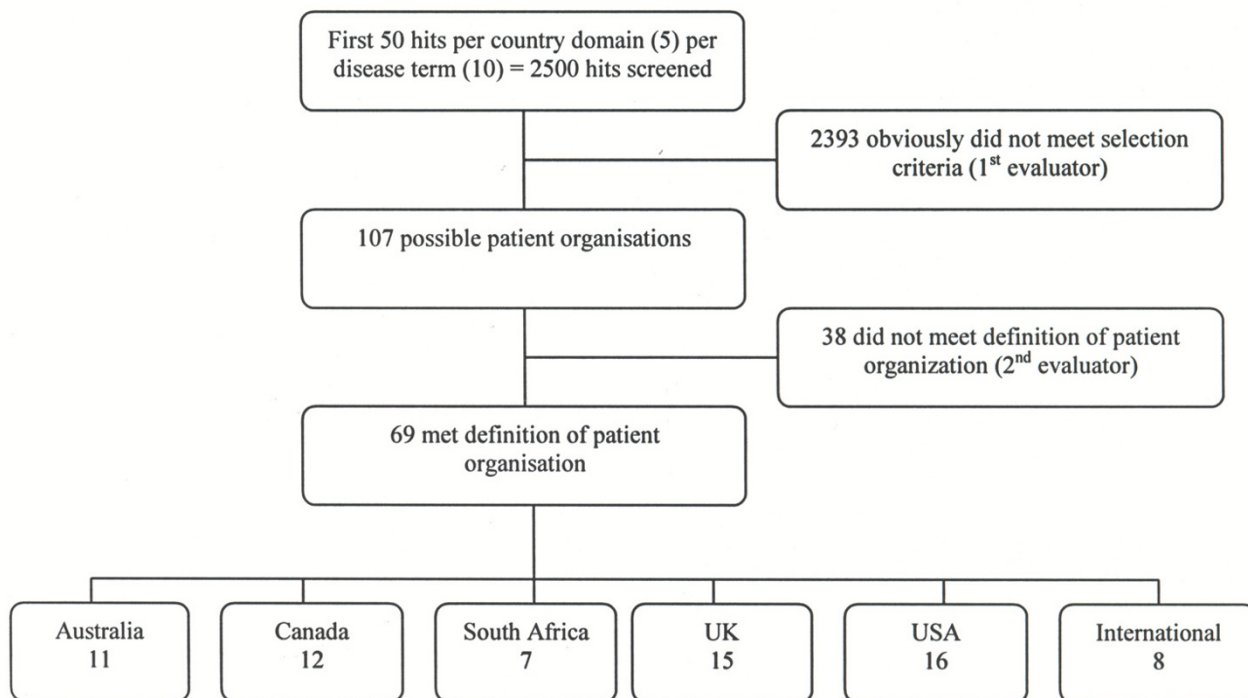 First 50 hits per country domain (5) per
disease term (10) = 2500 hits screened
2393 obviously did not meet selection
criteria (1st evaluator)
107 possible patient organisations
38 did not meet definition of patient
organization (2nd evaluator)
69 met definition of patient
organisation
Australia
11
Canada
12
South Africa
7
UK
15
USA
16
International
8